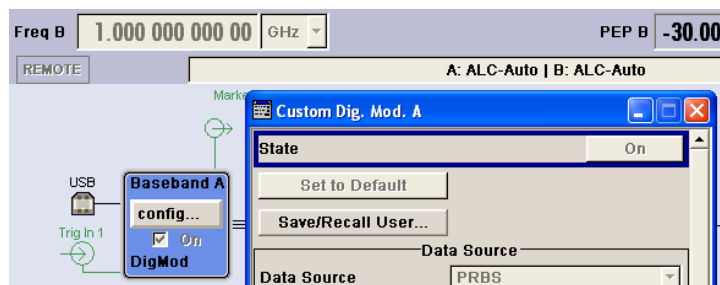 Freq B 1.000 000 000 00 GHz PEP B -30.00
REMOTE A: ALC-Auto | B: ALC-Auto
Custom Dig. Mod. A
State On
USB
Baseband A
Set to Default
config...
Save/Recall User...
Trig In 1
On
DigMod
Data Source
Data Source PRBS